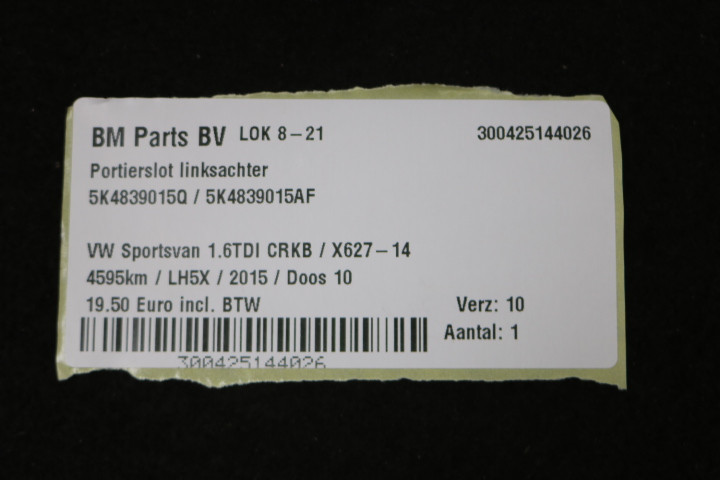 BM Parts BV LOK 8-21 300425144026
Portierslot linksachter
5K4839015Q / 5K4839015AF
VW Sportsvan 1.6TDI CRKB / X627-14
4595km / LH5X / 2015 / Doos 10
19.50 Euro incl. BTW Verz: 10
Aantal: 1
300425144026